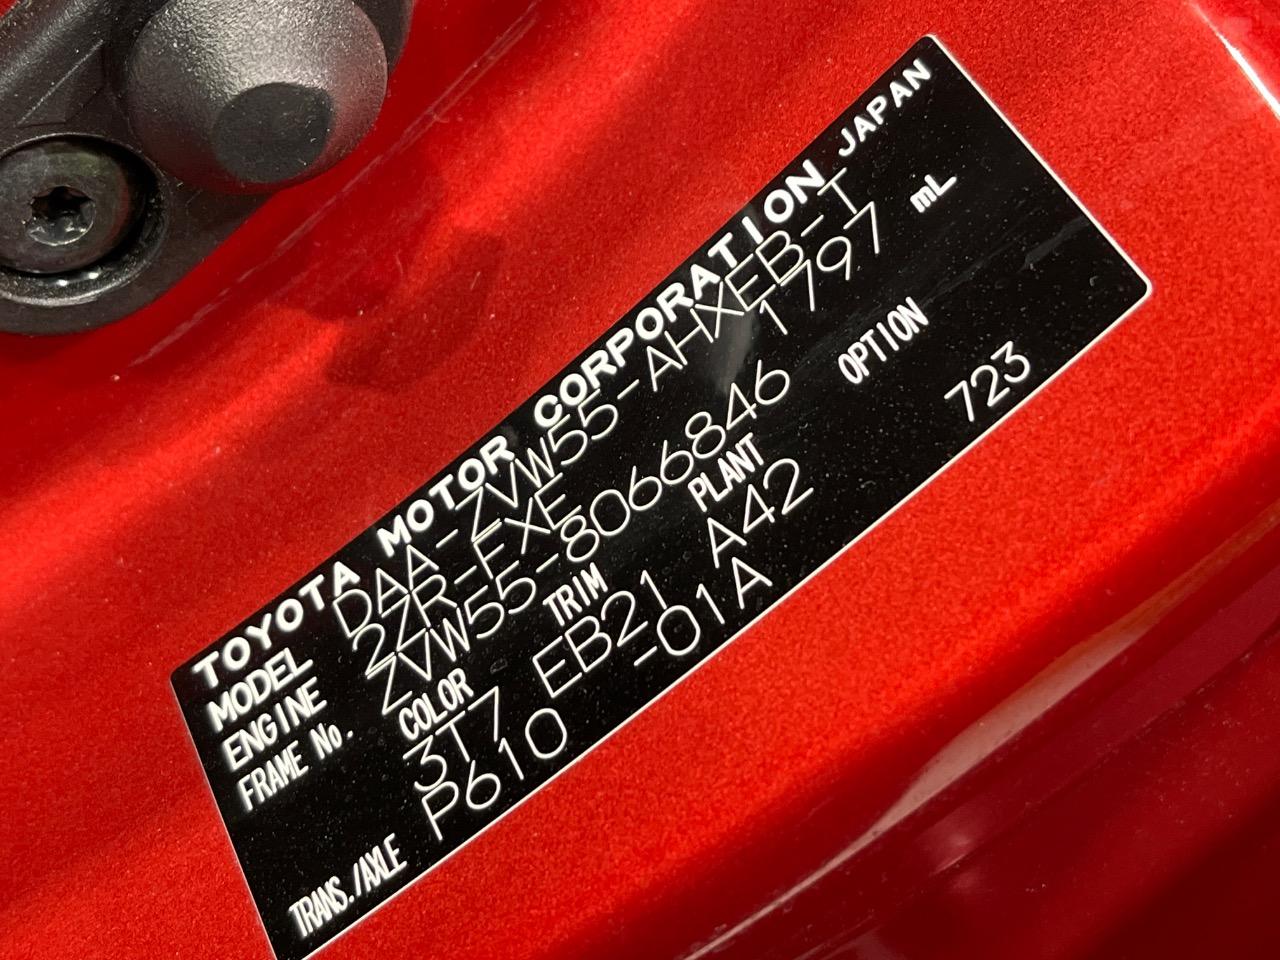 TOYOTA MOTOR CORPORATION JAPAN
MODEL DAA-ZVW55-AHXEB-T
ENGINE 2ZR-FXE 1797 mL
FRAME No. ZVW55-8066846
COLOR TRIM PLANT OPTION
3T7 EB21 A42 723
TRANS./AXLE P610 -01A